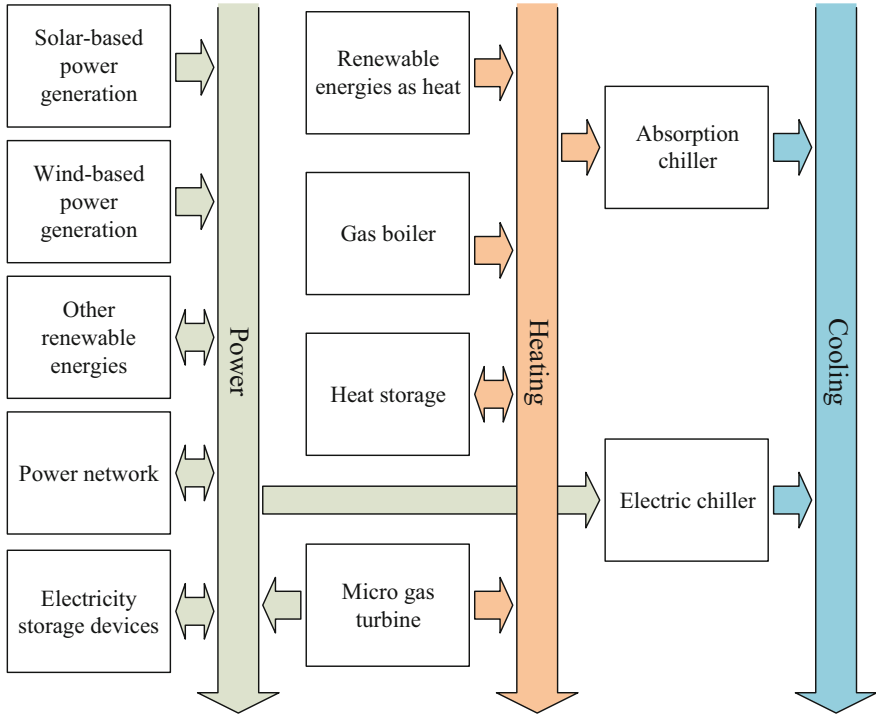 Solar-based
power
generation
Wind-based
power
generation
Other
renewable
energies
Power network
Electricity
storage devices
Power
Renewable
energies as heat
Gas boiler
Heat storage
Micro gas
turbine
Heating
Absorption
chiller
Electric chiller
Cooling